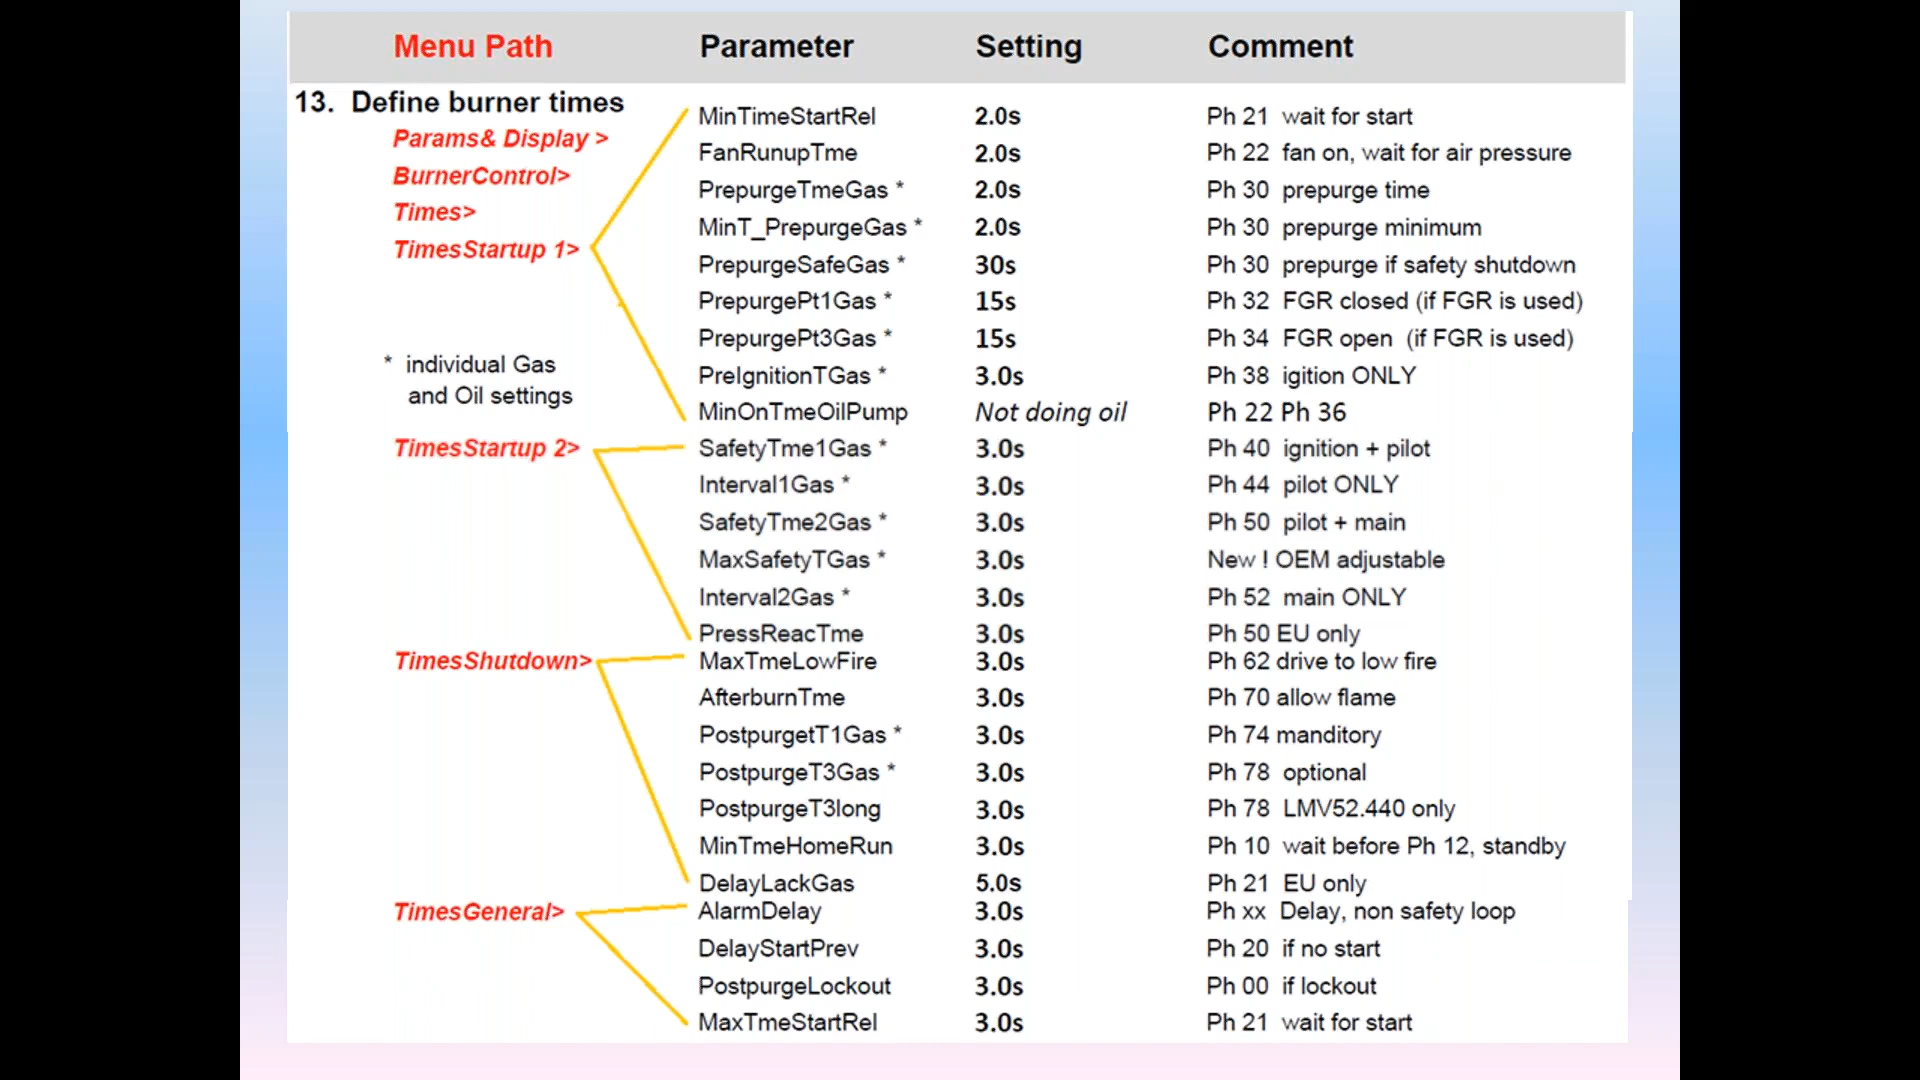 Menu Path Parameter Setting Comment
13. Define burner times
Params& Display >
BurnerControl>
Times>
TimesStartup 1>
* individual Gas
and Oil settings
MinTimeStartRel 2.0s Ph 21 wait for start
FanRunupTme 2.0s Ph 22 fan on, wait for air pressure
PrepurgeTmeGas * 2.0s Ph 30 prepurge time
MinT_PrepurgeGas * 2.0s Ph 30 prepurge minimum
PrepurgeSafeGas * 30s Ph 30 prepurge if safety shutdown
PrepurgePt1Gas * 15s Ph 32 FGR closed (if FGR is used)
PrepurgePt3Gas * 15s Ph 34 FGR open (if FGR is used)
PreIgnitionTGas * 3.0s Ph 38 igition ONLY
MinOnTmeOilPump Not doing oil Ph 22 Ph 36
TimesStartup 2>
SafetyTme1Gas * 3.0s Ph 40 ignition + pilot
Interval1Gas * 3.0s Ph 44 pilot ONLY
SafetyTme2Gas * 3.0s Ph 50 pilot + main
MaxSafetyTGas * 3.0s New ! OEM adjustable
Interval2Gas * 3.0s Ph 52 main ONLY
PressReacTme 3.0s Ph 50 EU only
TimesShutdown>
MaxTmeLowFire 3.0s Ph 62 drive to low fire
AfterburnTme 3.0s Ph 70 allow flame
PostpurgetT1Gas * 3.0s Ph 74 manditory
PostpurgeT3Gas * 3.0s Ph 78 optional
PostpurgeT3long 3.0s Ph 78 LMV52.440 only
MinTmeHomeRun 3.0s Ph 10 wait before Ph 12, standby
DelayLackGas 5.0s Ph 21 EU only
TimesGeneral>
AlarmDelay 3.0s Ph xx Delay, non safety loop
DelayStartPrev 3.0s Ph 20 if no start
PostpurgeLockout 3.0s Ph 00 if lockout
MaxTmeStartRel 3.0s Ph 21 wait for start